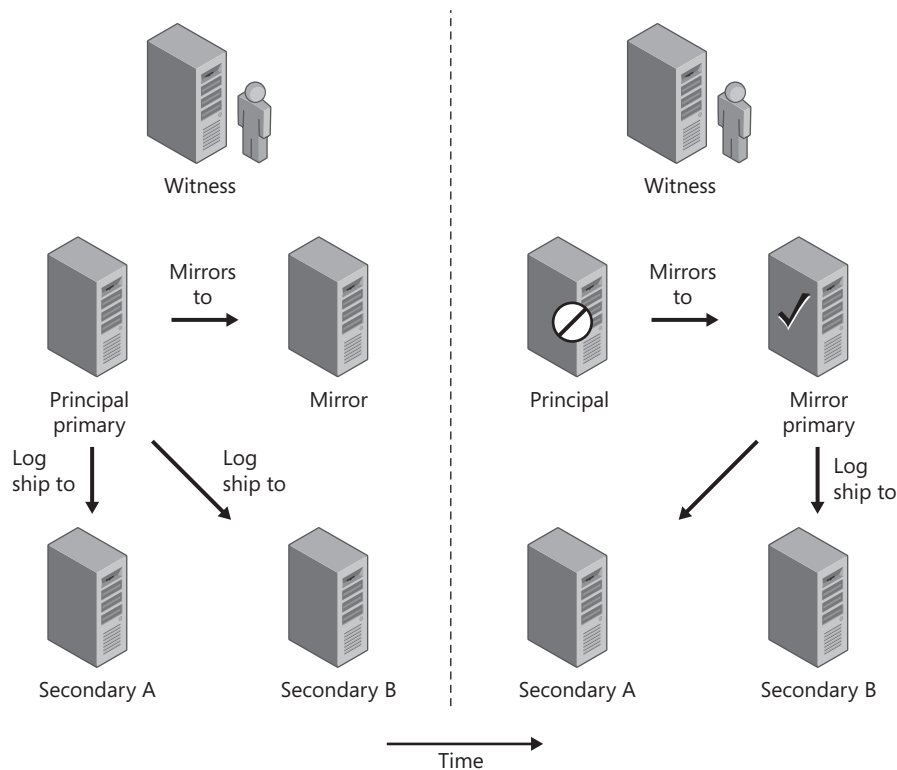 Witness
Mirrors
to
Principal
primary
Mirror
Log
ship to
Log
ship to
Secondary A
Secondary B
Witness
Mirrors
to
Principal
Mirror
primary
Log
ship to
Secondary A
Secondary B
Time